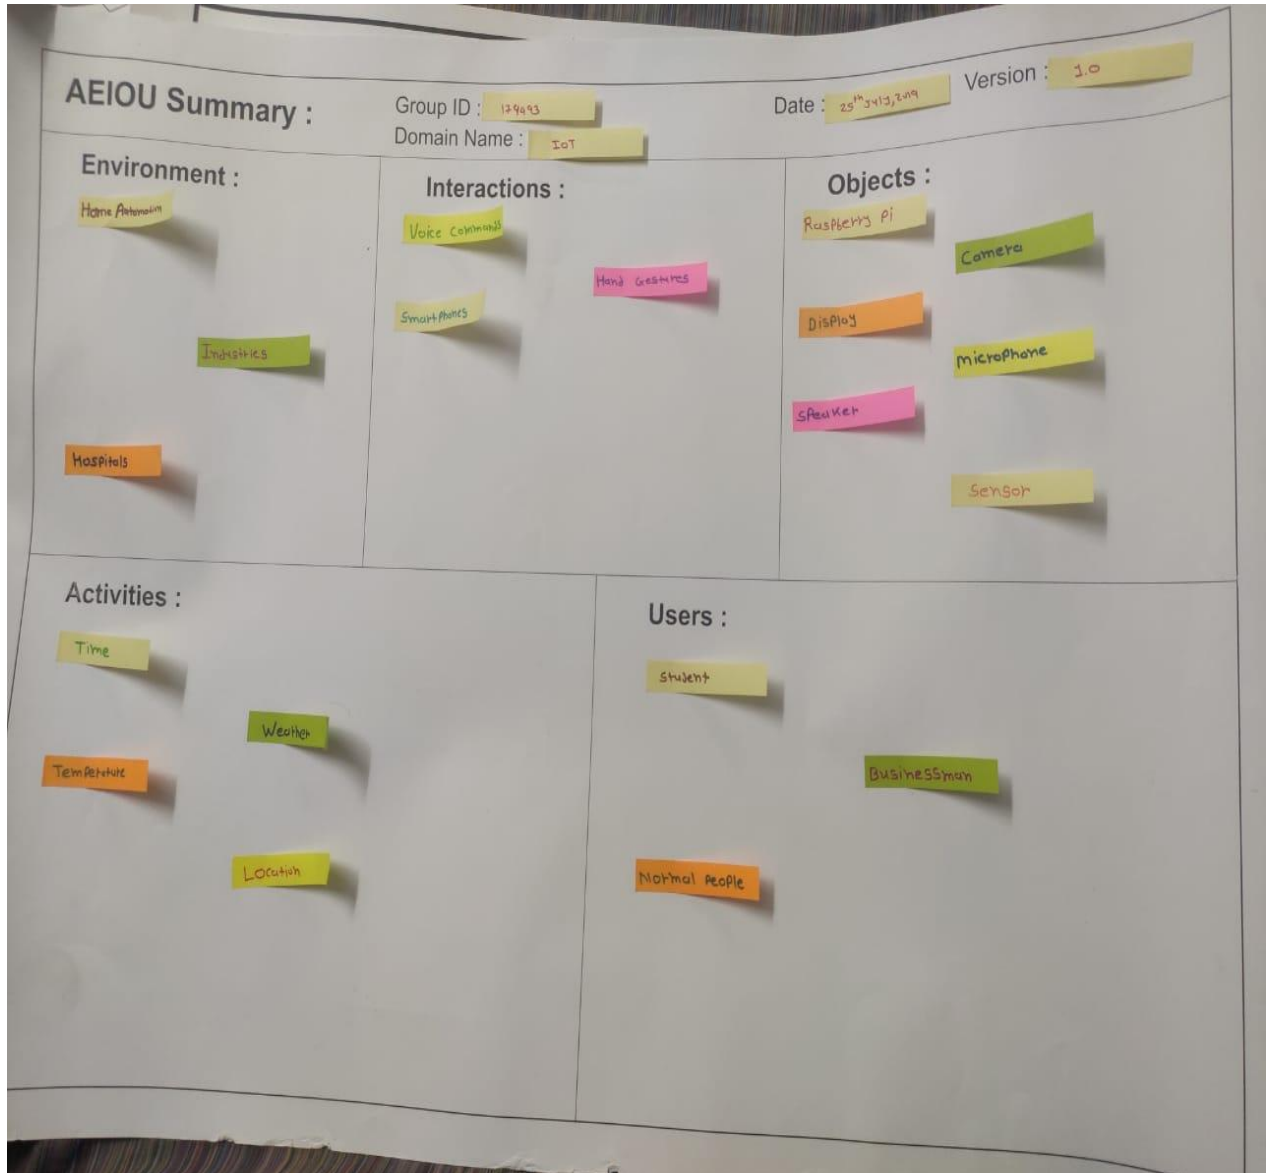 AEIOU Summary :
Group ID : 179493
Domain Name : IoT
Date : 25th July, 2019
Version : 1.0
Environment :
Home Automation
Industries
Hospitals
Interactions :
Voice Commands
Hand Gestures
Smartphones
Objects :
Raspberry Pi
Camera
Display
Microphone
Speaker
Sensor
Activities :
Time
Weather
Temperature
Location
Users :
Student
Businessman
Normal People